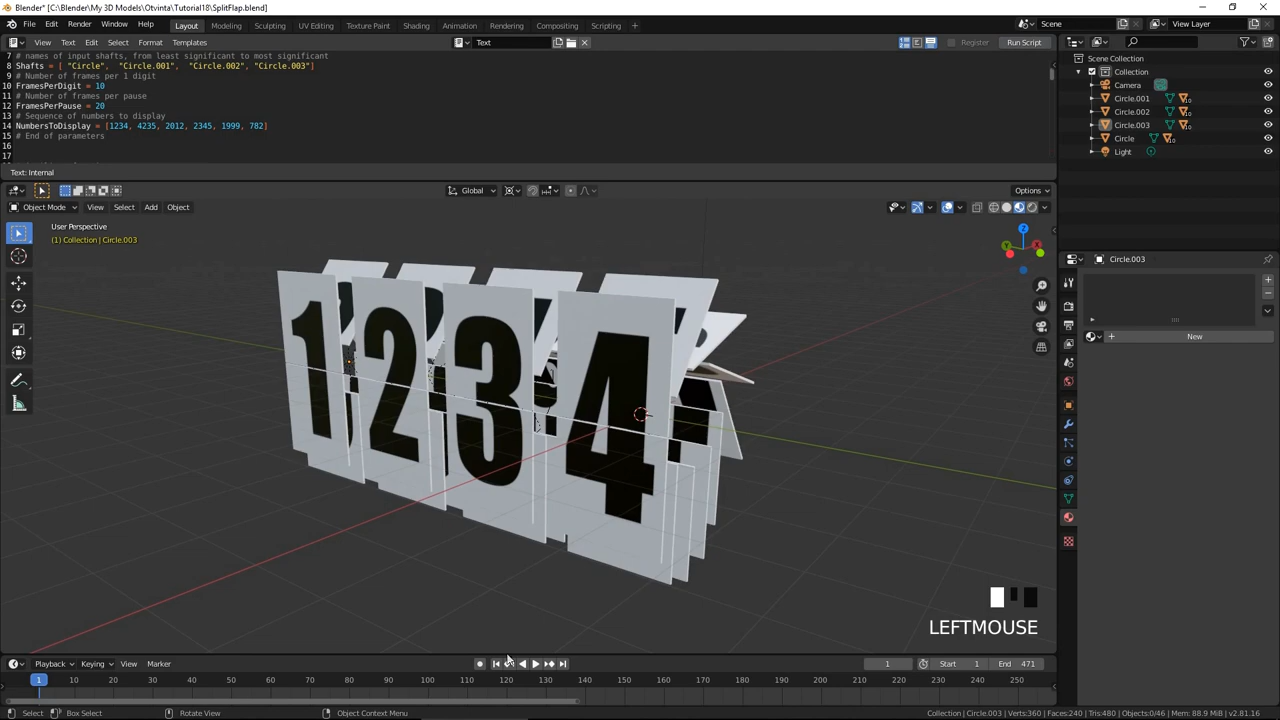 Blender* [C:\Blender\My 3D Models\Otvinta\Tutorial18\SplitFlap.blend]
File Edit Render Window Help Layout Modeling Sculpting UV Editing Texture Paint Shading Animation Rendering Compositing Scripting + Scene View Layer
View Text Edit Select Format Templates Text Register Run Script
7 # names of input shafts, from least significant to most significant
8 Shafts = [ "Circle", "Circle.001", "Circle.002", "Circle.003"]
9 # Number of frames per 1 digit
10 FramesPerDigit = 10
11 # Number of frames per pause
12 FramesPerPause = 20
13 # Sequence of numbers to display
14 NumbersToDisplay = [1234, 4235, 2012, 2345, 1999, 782]
15 # End of parameters
16
17
Text: Internal
Scene Collection
Collection
Camera
Circle.001
Circle.002
Circle.003
Circle
Light
Global Options
Object Mode View Select Add Object
User Perspective
(1) Collection | Circle.003
Z
1 2 3 4
LEFTMOUSE
Circle.003
New
Playback Keying View Marker 1 Start 1 End 471
1 10 20 30 40 50 60 70 80 90 100 110 120 130 140 150 160 170 180 190 200 210 220 230 240 250
Select Box Select Rotate View Object Context Menu Collection | Circle.003 | Verts:360 | Faces:240 | Tris:480 | Objects:0/46 | Mem: 88.9 MiB | v2.81.16